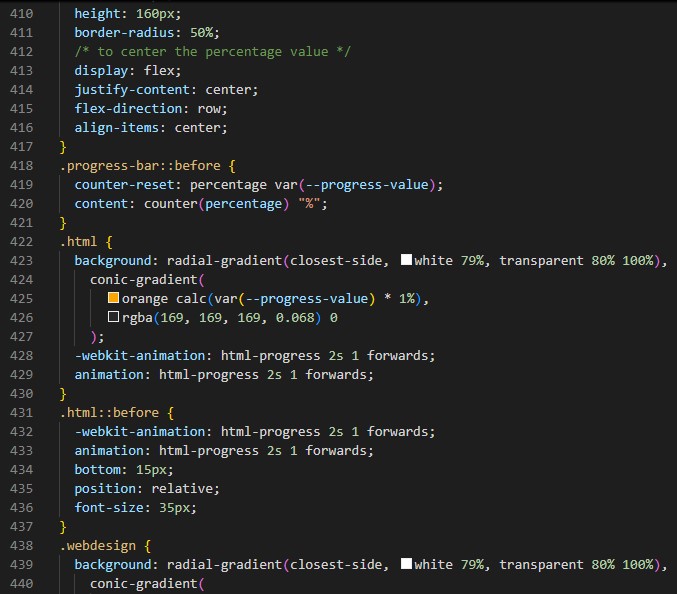 410 height: 160px;
411 border-radius: 50%;
412 /* to center the percentage value */
413 display: flex;
414 justify-content: center;
415 flex-direction: row;
416 align-items: center;
417 }
418 .progress-bar::before {
419 counter-reset: percentage var(--progress-value);
420 content: counter(percentage) "%";
421 }
422 .html {
423 background: radial-gradient(closest-side, white 79%, transparent 80% 100%),
424 conic-gradient(
425 orange calc(var(--progress-value) * 1%),
426 rgba(169, 169, 169, 0.068) 0
427 );
428 -webkit-animation: html-progress 2s 1 forwards;
429 animation: html-progress 2s 1 forwards;
430 }
431 .html::before {
432 -webkit-animation: html-progress 2s 1 forwards;
433 animation: html-progress 2s 1 forwards;
434 bottom: 15px;
435 position: relative;
436 font-size: 35px;
437 }
438 .webdesign {
439 background: radial-gradient(closest-side, white 79%, transparent 80% 100%),
440 conic-gradient(